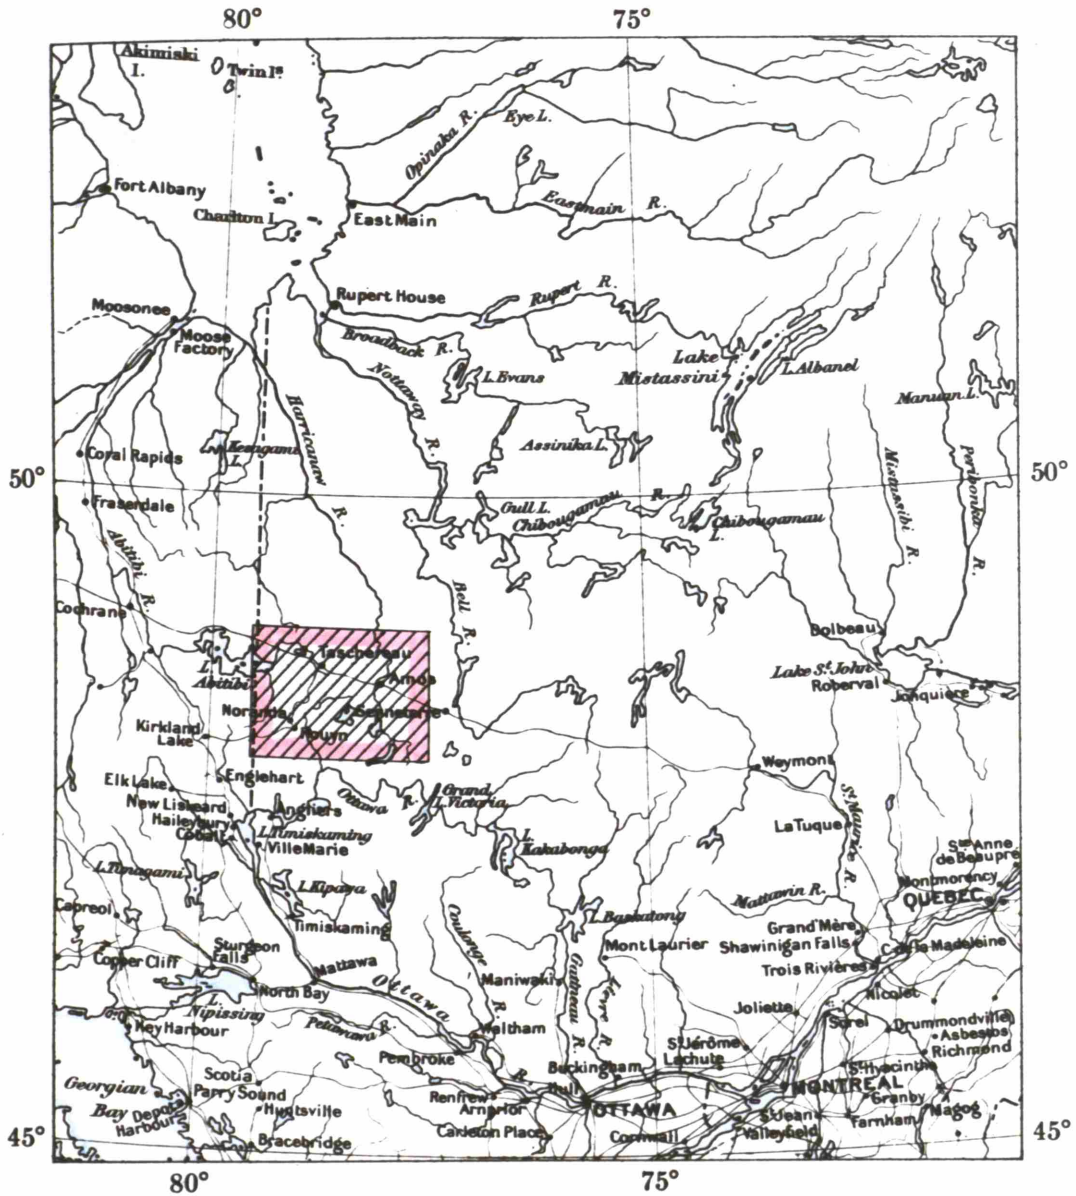 80°
75°
Akimiski
I.
Twin Is.
Opinaka R.
Eye L.
Fort Albany
Charlton I.
East Main
Eastmain R.
Rupert House
Rupert R.
Moosonee
Moose
Factory
Broadback R.
Nottaway R.
L. Evans
Lake
Mistassini
L. Albanel
Manuan L.
Harricanaw R.
Kesagami
L.
Assinika L.
Coral Rapids
50°
50°
Fraserdale
Gull L.
Chibougamau R.
Chibougamau
L.
Mistassibi R.
Peribonka R.
Abitibi R.
Bell R.
Cochrane
Dolbeau
Taschereau
L.
Abitibi
Amos
Lake St. John
Roberval
Jonquière
Noranda
Senneterre
Rouyn
Kirkland
Lake
Weymont
Englehart
Elk Lake
Grand
L. Victoria
Ottawa R.
New Liskeard
Haileybury
Cobalt
Angliers
L. Timiskaming
Ville Marie
La Tuque
St. Maurice R.
L.
Kakabonga
Ste. Anne
de Beaupré
Montmorency
QUEBEC
L. Timagami
L. Kipawa
Mattawin R.
Capreol
Timiskaming
Coulonge R.
L. Baskatong
Grand'Mère
Shawinigan Falls
C. de la Madeleine
Mont Laurier
Sturgeon
Falls
Copper Cliff
Mattawa
Ottawa R.
Maniwaki
Gatineau R.
Lievre R.
Trois Rivières
North Bay
L.
Nipissing
Nicolet
Joliette
Key Harbour
Petawawa R.
Waltham
Sorel
Drummondville
Asbestos
Richmond
Pembroke
St. Jérôme
Lachute
Buckingham
St. Hyacinthe
Georgian
Bay
Scotia
Parry Sound
Depot
Harbour
Huntsville
Renfrew
Arnprior
Hull
OTTAWA
MONTREAL
Granby
Magog
St. Jean
Farnham
Valleyfield
Carleton Place
Cornwall
Bracebridge
45°
45°
80°
75°